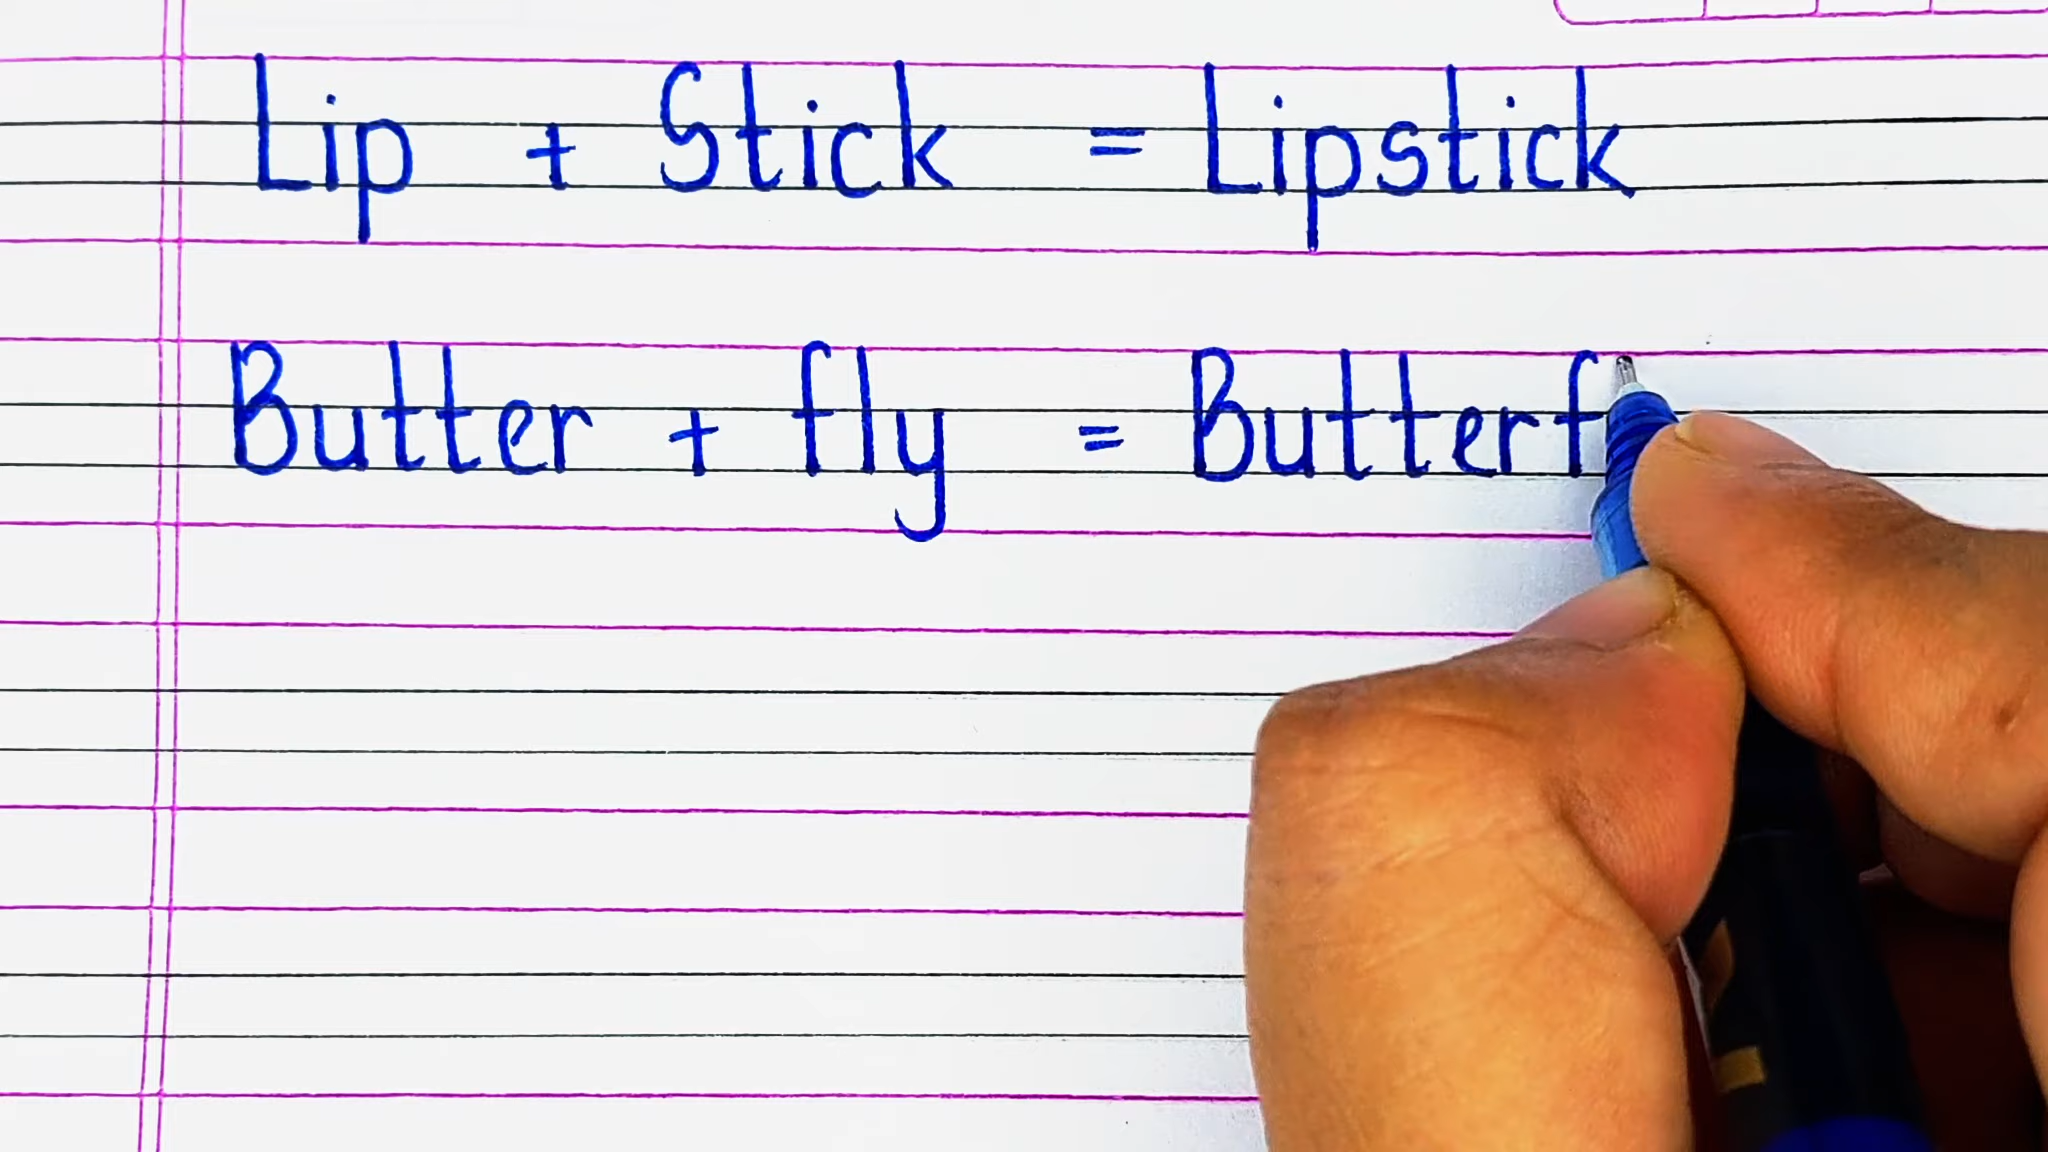 Lip + Stick = Lipstick
Butter + fly = Butterf